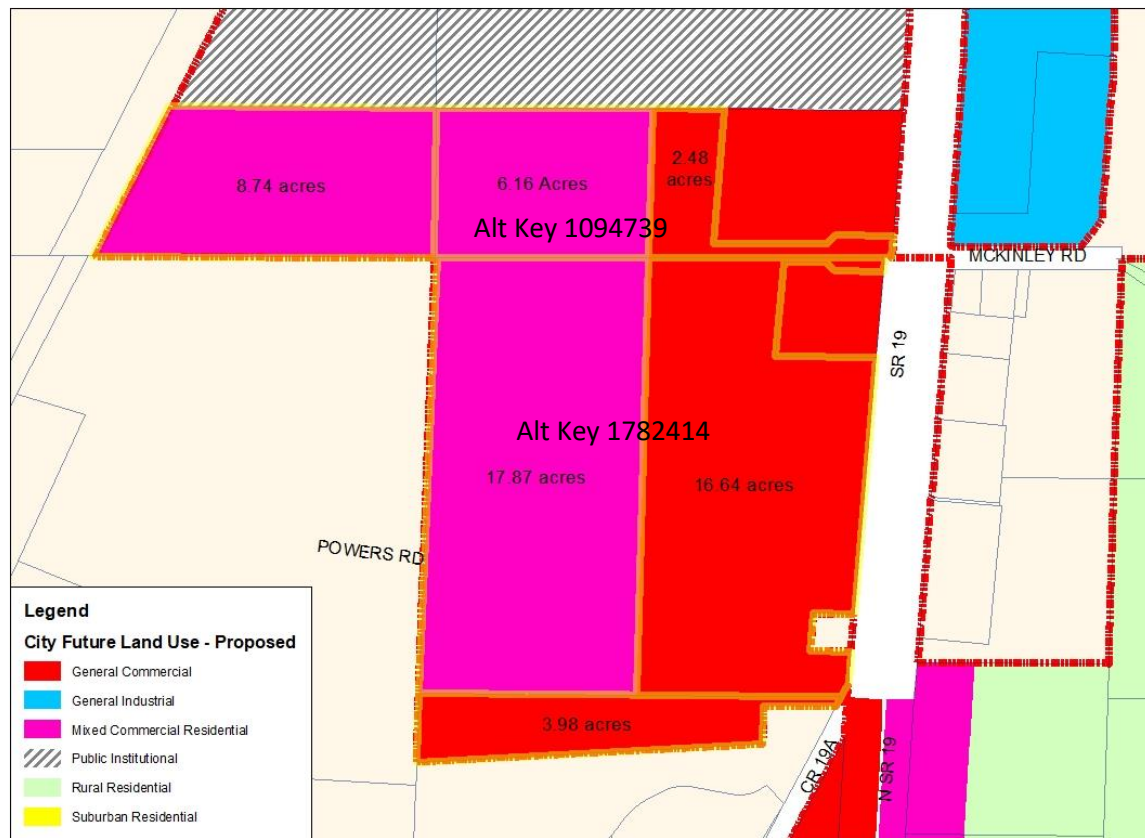 8.74 acres
6.16 Acres
2.48
acres
Alt Key 1094739
MCKINLEY RD
SR 19
Alt Key 1782414
17.87 acres
16.64 acres
POWERS RD
3.98 acres
CR 19A
N SR 19
Legend
City Future Land Use - Proposed
General Commercial
General Industrial
Mixed Commercial Residential
Public Institutional
Rural Residential
Suburban Residential